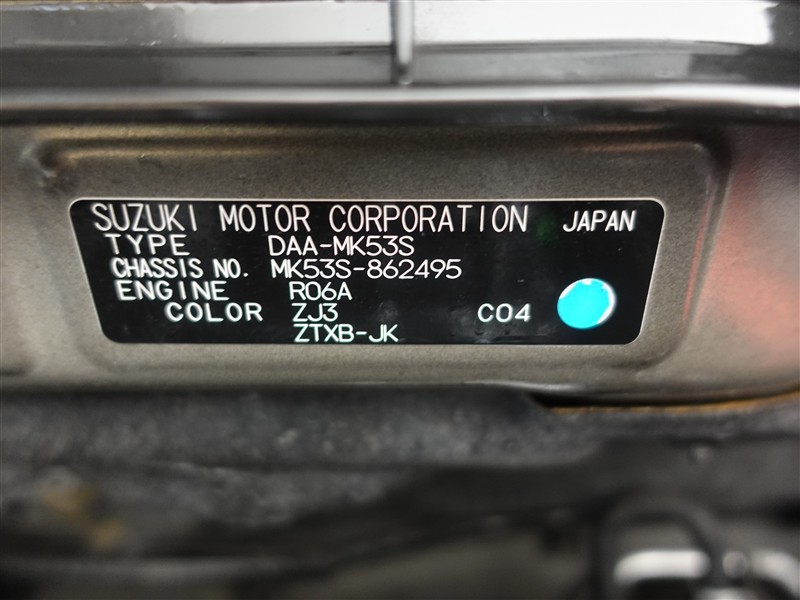 SUZUKI MOTOR CORPORATION JAPAN
TYPE DAA-MK53S
CHASSIS NO. MK53S-862495
ENGINE R06A
COLOR ZJ3 C04
ZTXB-JK